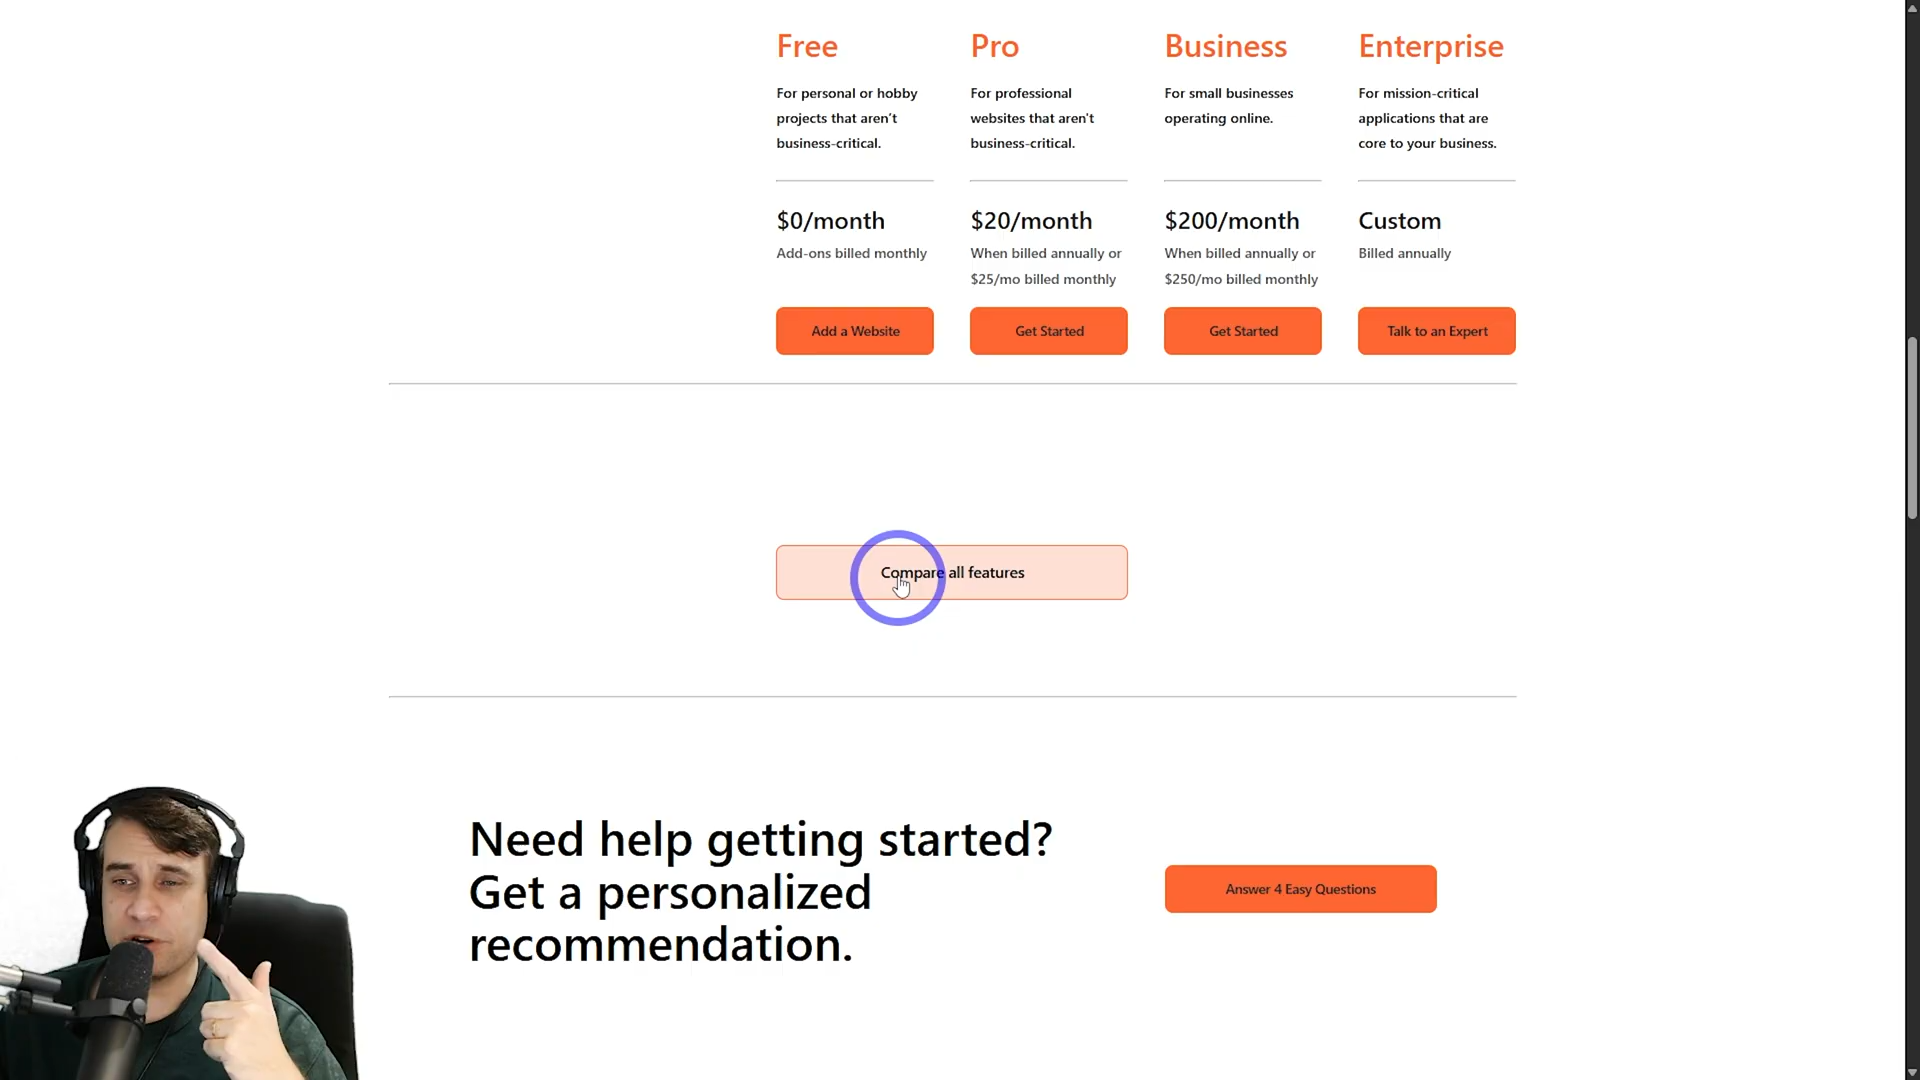 Free
For personal or hobby
projects that aren’t
business-critical.
$0/month
Add-ons billed monthly
Add a Website
Pro
For professional
websites that aren't
business-critical.
$20/month
When billed annually or
$25/mo billed monthly
Get Started
Business
For small businesses
operating online.
$200/month
When billed annually or
$250/mo billed monthly
Get Started
Enterprise
For mission-critical
applications that are
core to your business.
Custom
Billed annually
Talk to an Expert
Compare all features
Need help getting started?
Get a personalized
recommendation.
Answer 4 Easy Questions